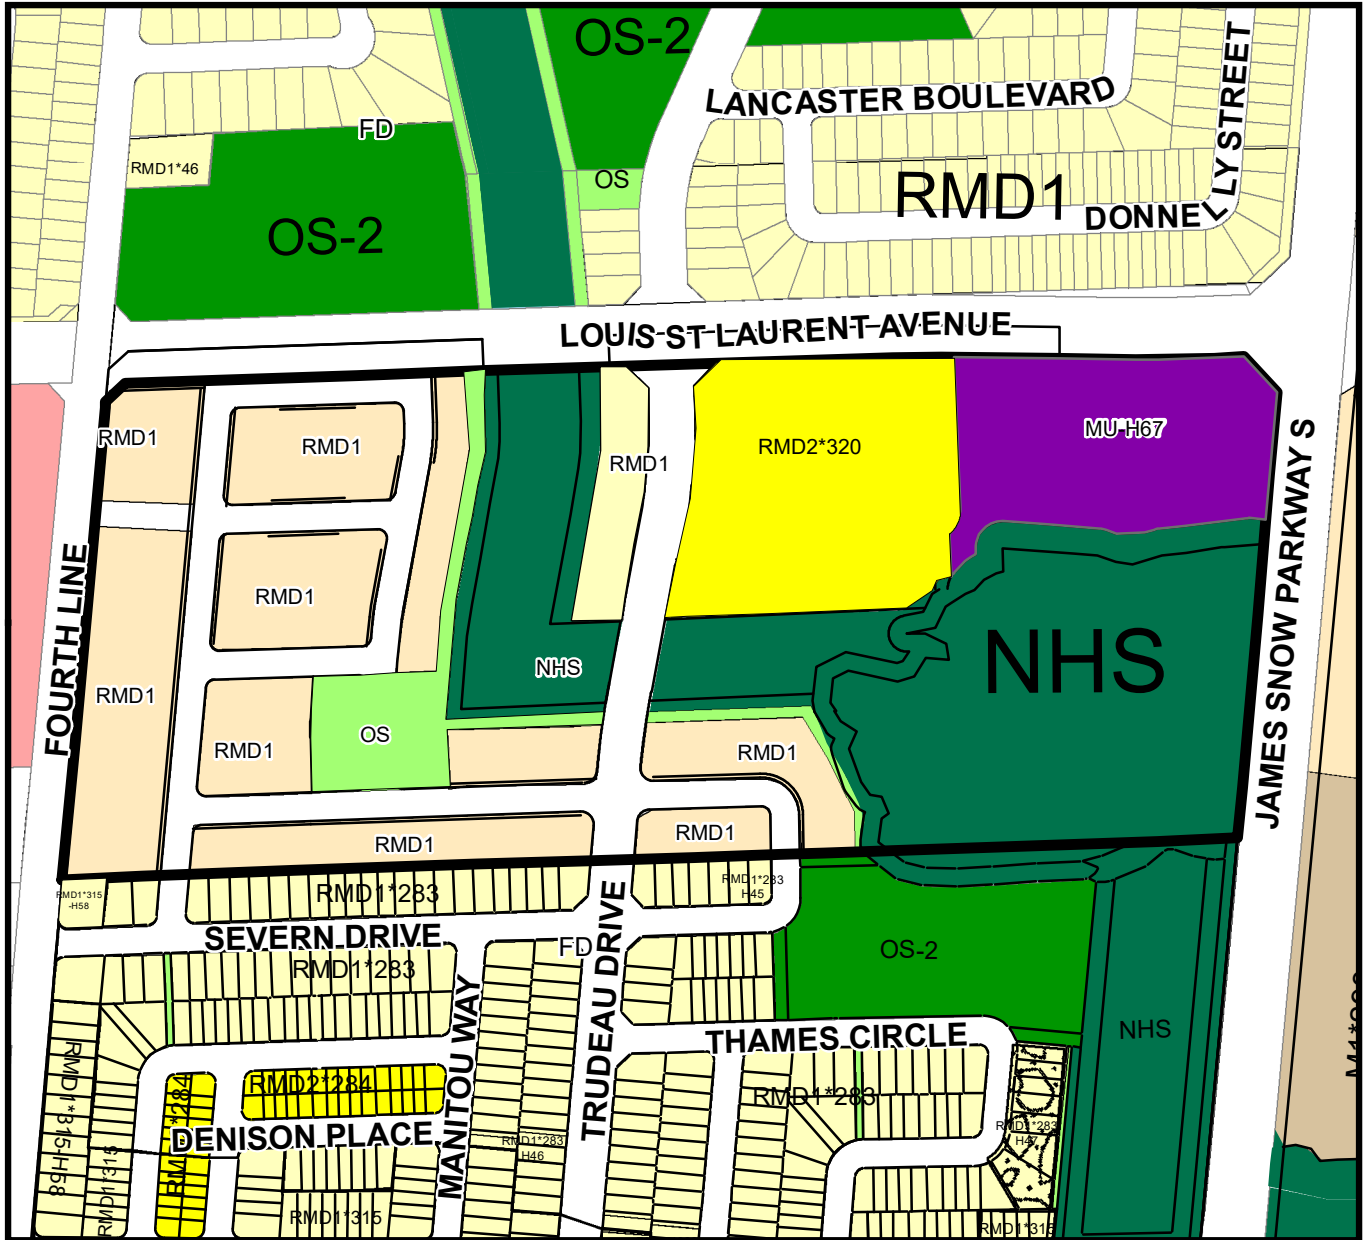 OS-2
LANCASTER BOULEVARD
DONNELLY STREET
FD
RMD1*46
OS
RMD1
OS-2
LOUIS ST LAURENT AVENUE
RMD1
RMD1
RMD1
RMD2*320
MU-H67
FOURTH LINE
JAMES SNOW PARKWAY S
RMD1
NHS
NHS
RMD1
RMD1
OS
RMD1
RMD1
RMD1
RMD1*315
-H58
RMD1*283
RMD1*283
H45
SEVERN DRIVE
FD
TRUDEAU DRIVE
OS-2
RMD1*283
MANITOU WAY
THAMES CIRCLE
NHS
RMD1*315-H58
RMD2*284
RMD1*283
DENISON PLACE
RMD1*283
H46
RMD1*283
H47
RMD1*315
RMD1*315